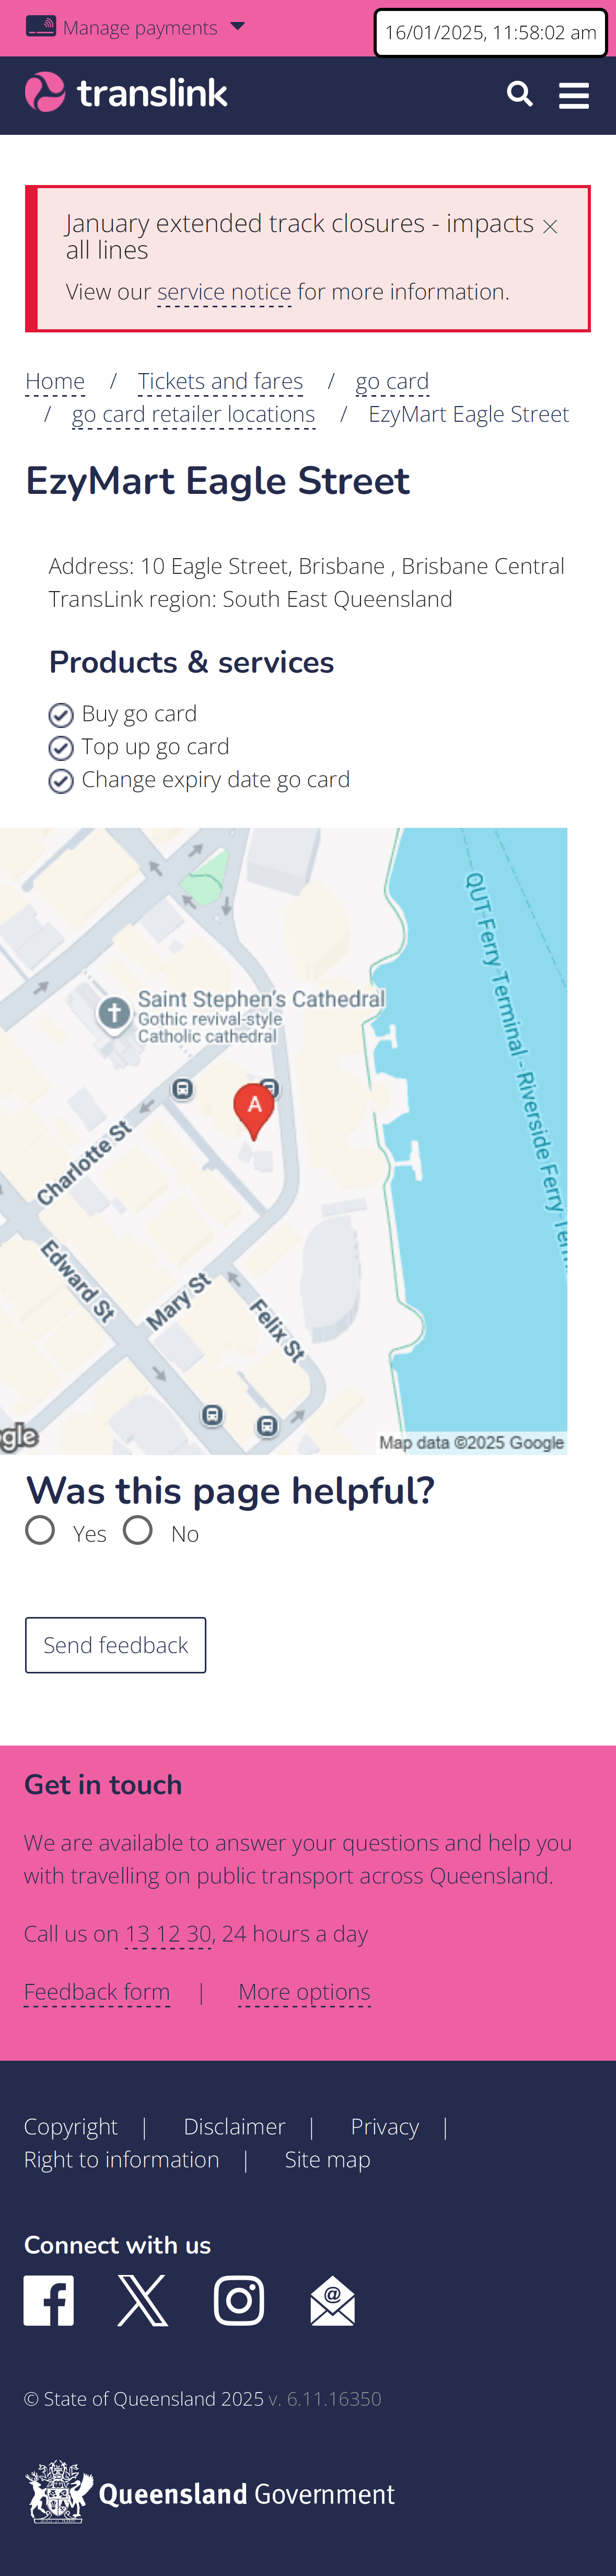 Manage payments
16/01/2025, 11:58:02 am
translink
January extended track closures - impacts
all lines
View our service notice for more information.
Home / Tickets and fares / go card
/ go card retailer locations / EzyMart Eagle Street
EzyMart Eagle Street
Address: 10 Eagle Street, Brisbane , Brisbane Central
TransLink region: South East Queensland
Products & services
Buy go card
Top up go card
Change expiry date go card
QUT Ferry Terminal - Riverside Ferry Term
Saint Stephen's Cathedral
Gothic revival-style
Catholic cathedral
A
Charlotte St
Edward St
Mary St
Felix St
gle
Map data ©2025 Google
Was this page helpful?
Yes No
Send feedback
Get in touch
We are available to answer your questions and help you
with travelling on public transport across Queensland.
Call us on 13 12 30, 24 hours a day
Feedback form | More options
Copyright | Disclaimer | Privacy |
Right to information | Site map
Connect with us
© State of Queensland 2025 v. 6.11.16350
Queensland Government